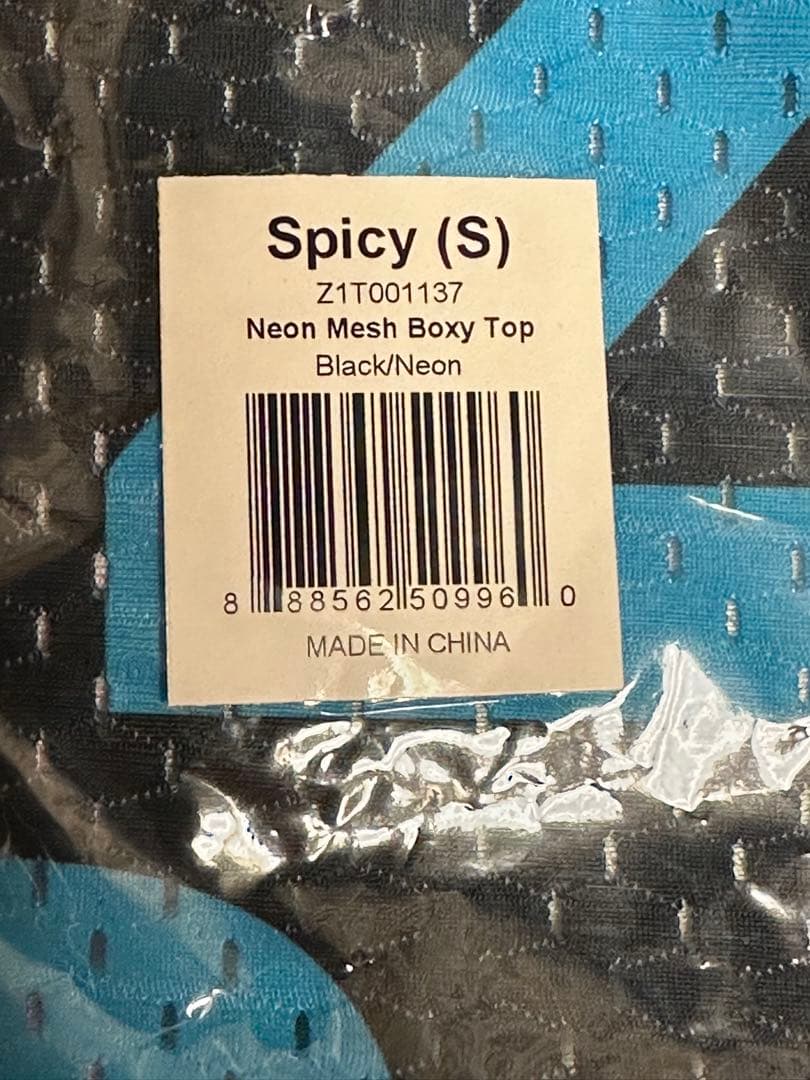 Spicy (S)
Z1T001137
Neon Mesh Boxy Top
Black/Neon
8 88562 50996 0
MADE IN CHINA